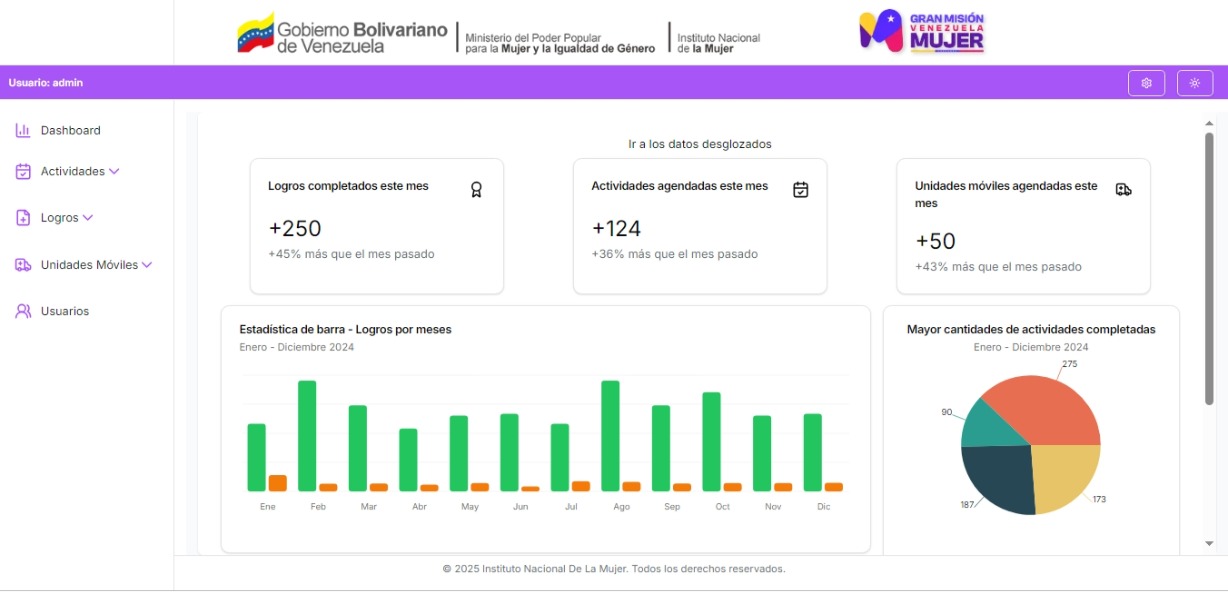 Gobierno Bolivariano
de Venezuela
Ministerio del Poder Popular
para la Mujer y la Igualdad de Género
Instituto Nacional
de la Mujer
GRAN MISIÓN
VENEZUELA
MUJER
Usuario: admin
Dashboard
Actividades
Logros
Unidades Móviles
Usuarios
Ir a los datos desglozados
Logros completados este mes
+250
+45% más que el mes pasado
Actividades agendadas este mes
+124
+36% más que el mes pasado
Unidades móviles agendadas este
mes
+50
+43% más que el mes pasado
Estadística de barra - Logros por meses
Enero - Diciembre 2024
Ene Feb Mar Abr May Jun Jul Ago Sep Oct Nov Dic
Mayor cantidades de actividades completadas
Enero - Diciembre 2024
275
90
187
173
© 2025 Instituto Nacional De La Mujer. Todos los derechos reservados.